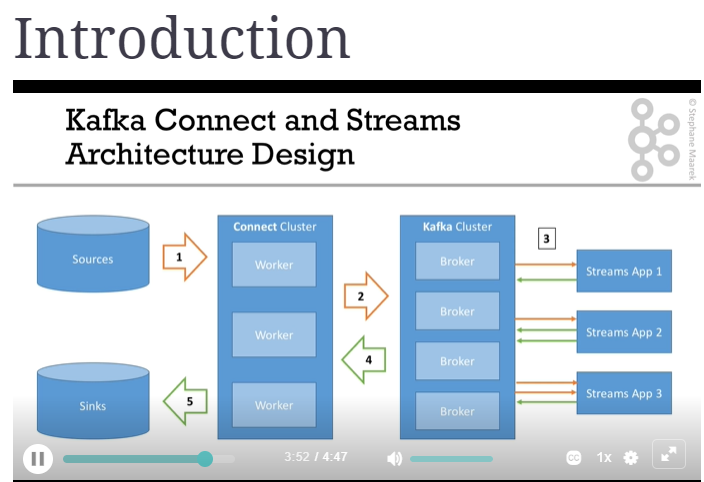 Introduction
Kafka Connect and Streams
Architecture Design
© Stephane Maarek
Sources
1
Connect Cluster
Worker
Worker
Worker
2
4
Kafka Cluster
Broker
Broker
Broker
Broker
3
Streams App 1
Streams App 2
Streams App 3
Sinks
5
3:52 / 4:47
CC
1x